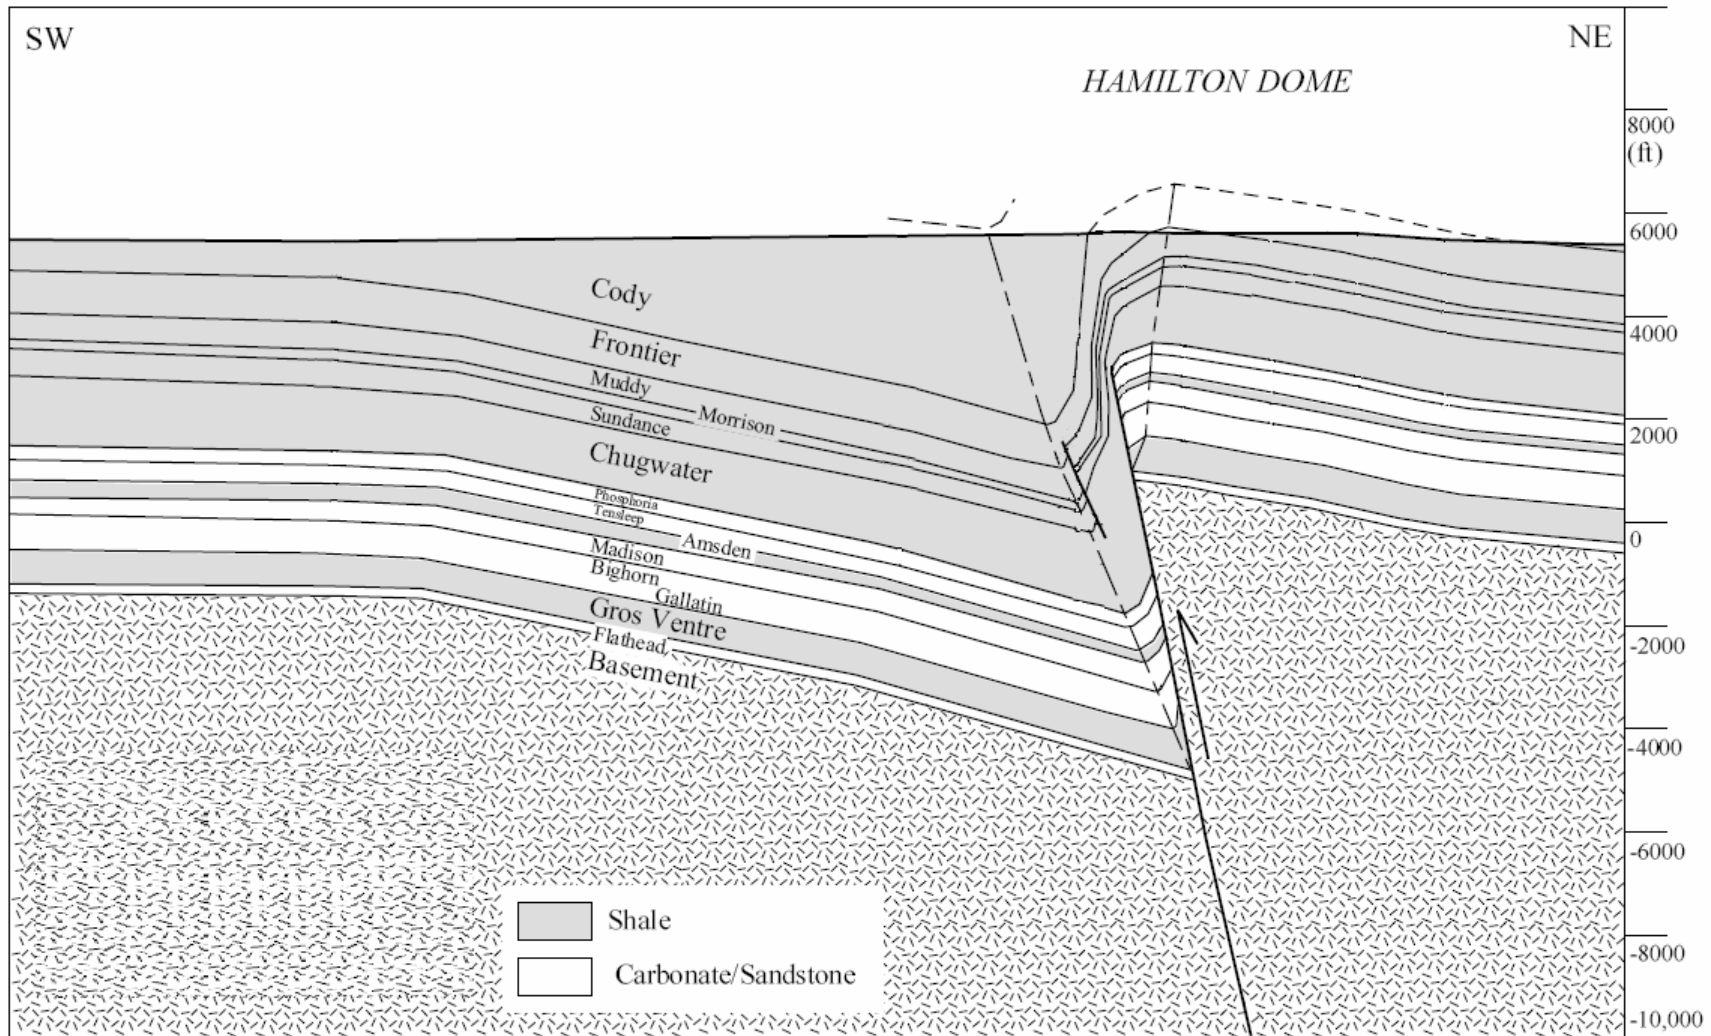 SW
NE
HAMILTON DOME
8000
(ft)
6000
4000
2000
0
-2000
-4000
-6000
-8000
-10,000
Cody
Frontier
Muddy
Morrison
Sundance
Chugwater
Phosphoria
Tensleep
Amsden
Madison
Bighorn
Gallatin
Gros Ventre
Flathead
Basement
Shale
Carbonate/Sandstone